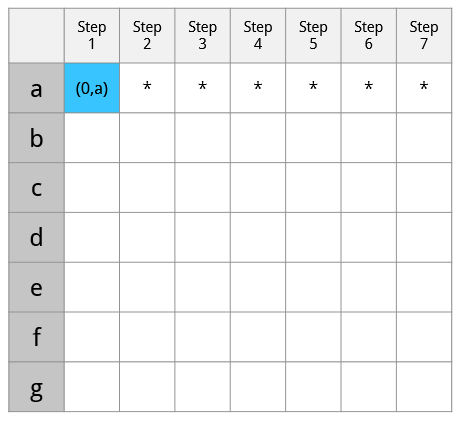 Step 1 Step 2 Step 3 Step 4 Step 5 Step 6 Step 7
a (0,a) * * * * * *
b
c
d
e
f
g